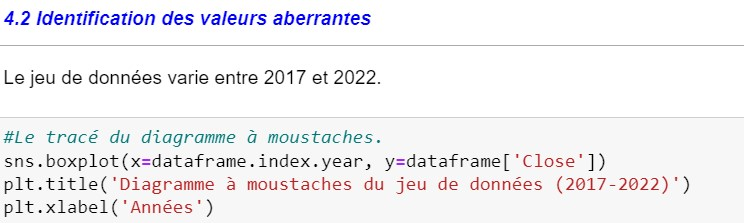 4.2 Identification des valeurs aberrantes
Le jeu de données varie entre 2017 et 2022.
#Le tracé du diagramme à moustaches.
sns.boxplot(x=dataframe.index.year, y=dataframe['Close'])
plt.title('Diagramme à moustaches du jeu de données (2017-2022)')
plt.xlabel('Années')